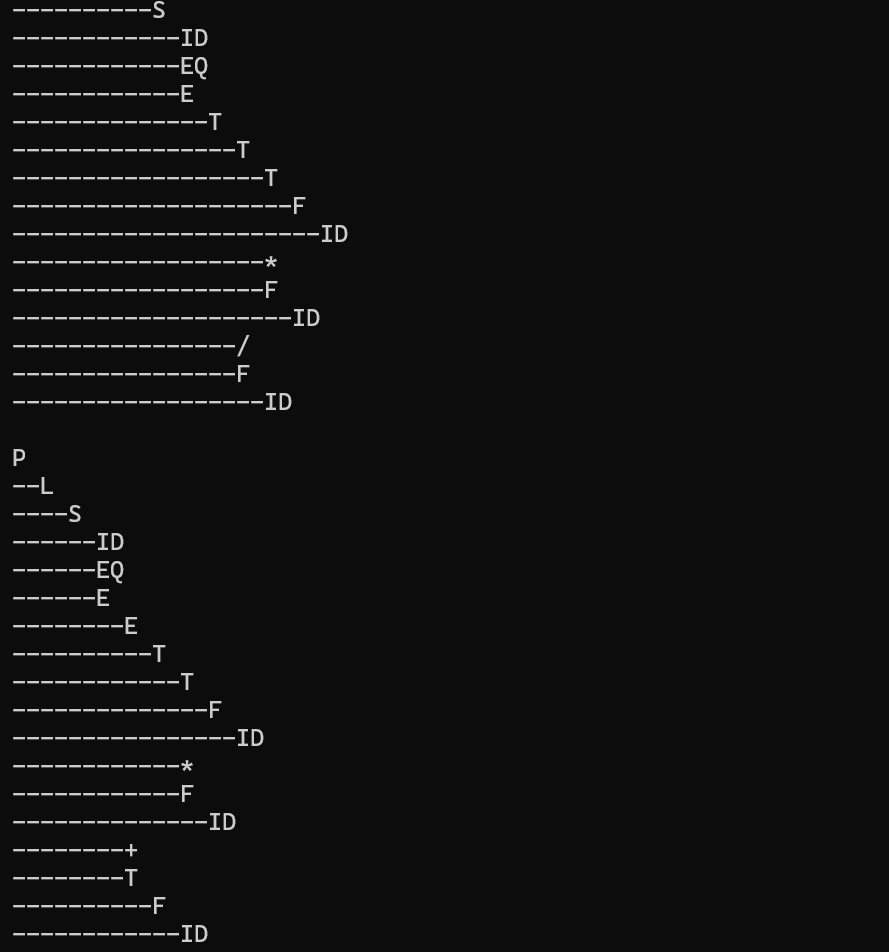 ----------S
------------ID
------------EQ
------------E
--------------T
----------------T
------------------T
--------------------F
----------------------ID
------------------*
------------------F
--------------------ID
----------------/
----------------F
------------------ID

P
--L
----S
------ID
------EQ
------E
--------E
----------T
------------T
--------------F
----------------ID
------------*
------------F
--------------ID
--------+
--------T
----------F
------------ID